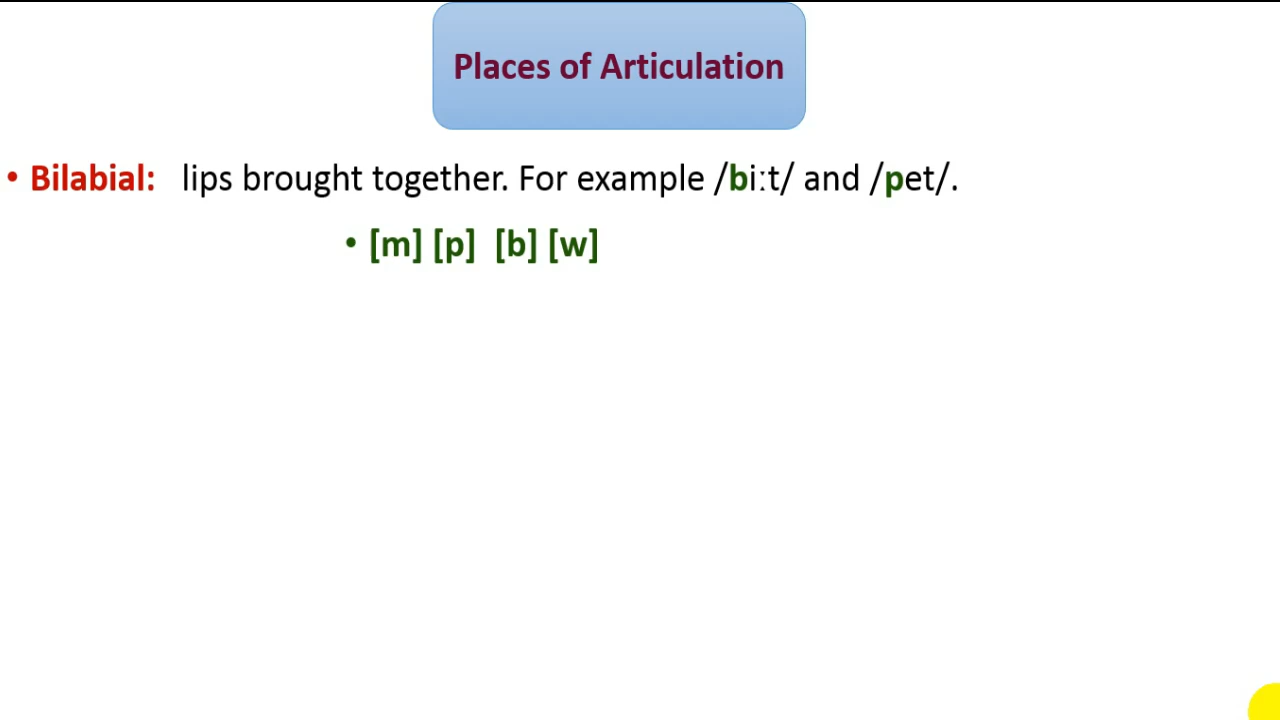 Places of Articulation
• Bilabial: lips brought together. For example /biːt/ and /pet/.
• [m] [p] [b] [w]